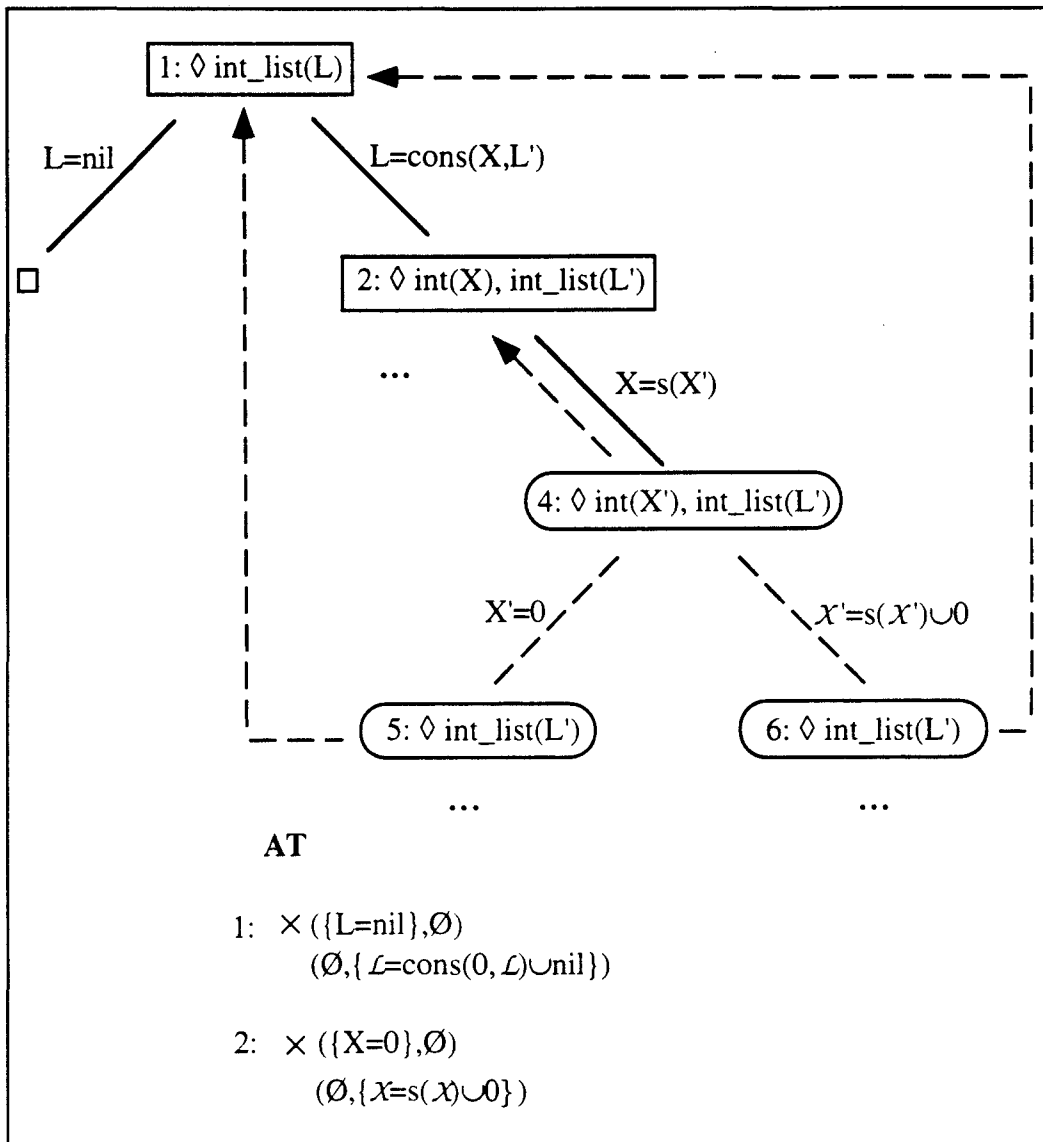 1: ◊ int_list(L)
L=nil
L=cons(X,L')
2: ◊ int(X), int_list(L')
...
X=s(X')
4: ◊ int(X'), int_list(L')
X'=0
𝒳'=s(𝒳')∪0
5: ◊ int_list(L')
6: ◊ int_list(L')
...
...
AT
1: × ({L=nil},Ø)
(Ø,{ℒ=cons(0,ℒ)∪nil})
2: × ({X=0},Ø)
(Ø,{𝒳=s(𝒳)∪0})